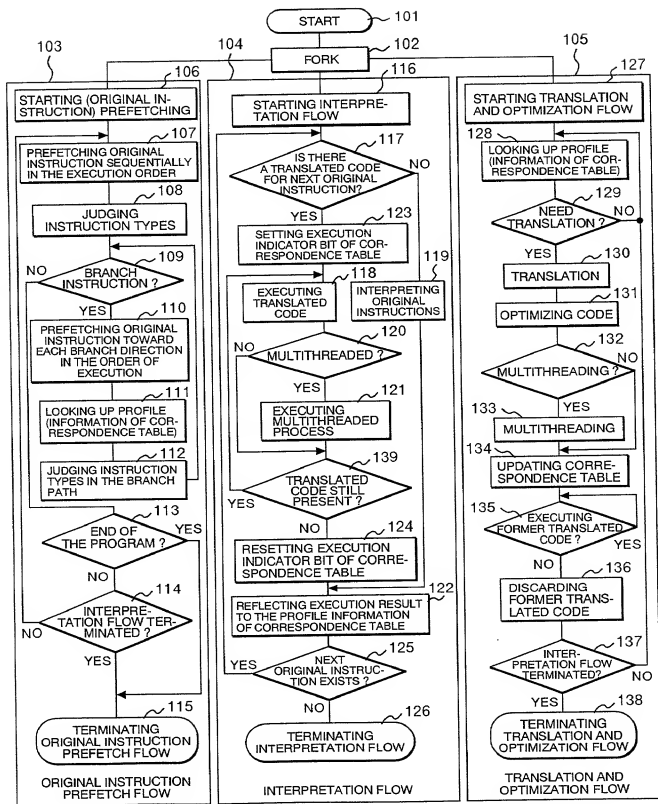 START
101
FORK
102
103
104
105
106
STARTING (ORIGINAL IN-
STRUCTION) PREFETCHING
107
PREFETCHING ORIGINAL
INSTRUCTION SEQUENTIALLY
IN THE EXECUTION ORDER
108
JUDGING
INSTRUCTION TYPES
109
NO
BRANCH
INSTRUCTION ?
YES
110
PREFETCHING ORIGINAL
INSTRUCTION TOWARD
EACH BRANCH DIRECTION
IN THE ORDER OF
EXECUTION
111
LOOKING UP PROFILE
(INFORMATION OF COR-
RESPONDENCE TABLE)
112
JUDGING INSTRUCTION
TYPES IN THE BRANCH
PATH
113
END OF
THE PROGRAM ?
YES
NO
114
INTERPRE-
TATION FLOW TER-
MINATED ?
NO
YES
115
TERMINATING
ORIGINAL INSTRUCTION
PREFETCH FLOW
ORIGINAL INSTRUCTION
PREFETCH FLOW
116
STARTING INTERPRE-
TATION FLOW
117
IS THERE
A TRANSLATED CODE
FOR NEXT ORIGINAL
INSTRUCTION?
NO
YES
123
SETTING EXECUTION
INDICATOR BIT OF COR-
RESPONDENCE TABLE
118
EXECUTING
TRANSLATED
CODE
119
INTERPRETING
ORIGINAL
INSTRUCTIONS
120
NO
MULTITHREADED ?
YES
121
EXECUTING
MULTITHREADED
PROCESS
139
TRANSLATED
CODE STILL
PRESENT ?
YES
NO
124
RESETTING EXECUTION
INDICATOR BIT OF CORRE-
SPONDENCE TABLE
122
REFLECTING EXECUTION RESULT
TO THE PROFILE INFORMATION
OF CORRESPONDENCE TABLE
YES
125
NEXT
ORIGINAL INSTRUC-
TION EXISTS ?
NO
126
TERMINATING
INTERPRETATION FLOW
INTERPRETATION FLOW
127
STARTING TRANSLATION
AND OPTIMIZATION FLOW
128
LOOKING UP PROFILE
(INFORMATION OF COR-
RESPONDENCE TABLE)
129
NEED
TRANSLATION ?
NO
YES
130
TRANSLATION
131
OPTIMIZING CODE
132
NO
MULTITHREADING ?
YES
133
MULTITHREADING
134
UPDATING CORRE-
SPONDENCE TABLE
135
EXECUTING
FORMER TRANSLATED
CODE ?
YES
NO
136
DISCARDING
FORMER TRANS-
LATED CODE
137
INTER-
PRETATION FLOW
TERMINATED?
NO
YES
138
TERMINATING
TRANSLATION AND
OPTIMIZATION FLOW
TRANSLATION AND
OPTIMIZATION FLOW